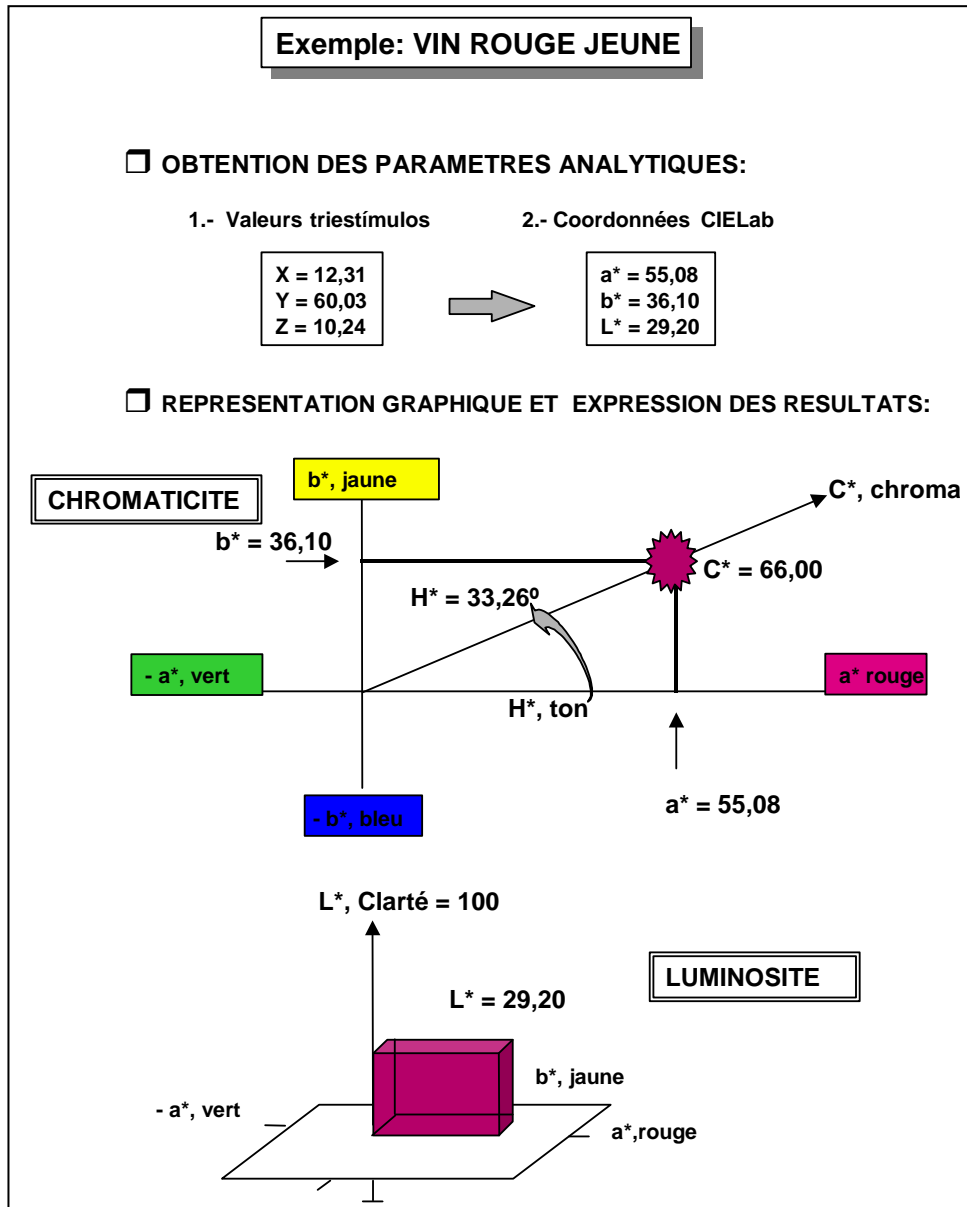 Exemple: VIN ROUGE JEUNE
❒ OBTENTION DES PARAMETRES ANALYTIQUES:
1.- Valeurs triestímulos
2.- Coordonnées CIELab
X = 12,31
Y = 60,03
Z = 10,24
a* = 55,08
b* = 36,10
L* = 29,20
❒ REPRESENTATION GRAPHIQUE ET EXPRESSION DES RESULTATS:
CHROMATICITE
b*, jaune
C*, chroma
b* = 36,10
C* = 66,00
H* = 33,26º
- a*, vert
a* rouge
H*, ton
a* = 55,08
- b*, bleu
L*, Clarté = 100
LUMINOSITE
L* = 29,20
b*, jaune
- a*, vert
a*,rouge